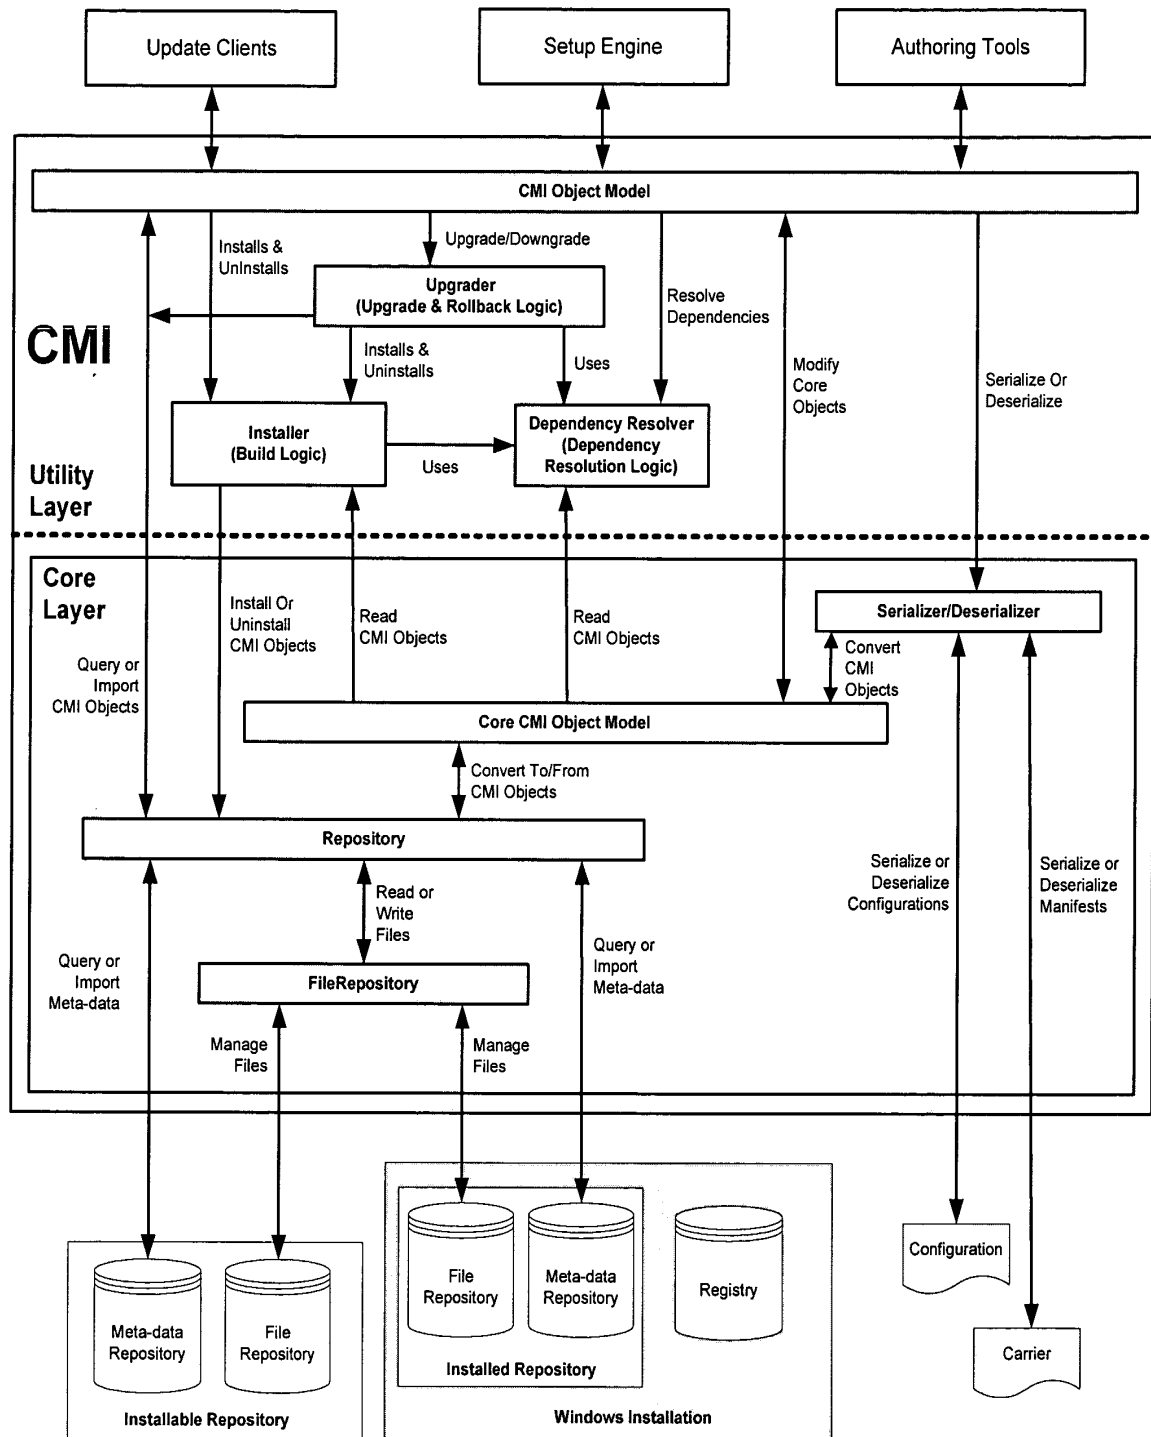 Update Clients
Setup Engine
Authoring Tools
CMI Object Model
Installs &
UnInstalls
Upgrade/Downgrade
Upgrader
(Upgrade & Rollback Logic)
Resolve
Dependencies
CMI
Installs &
Uninstalls
Uses
Modify
Core
Objects
Serialize Or
Deserialize
Installer
(Build Logic)
Uses
Dependency Resolver
(Dependency
Resolution Logic)
Utility
Layer
Core
Layer
Install Or
Uninstall
CMI Objects
Read
CMI Objects
Read
CMI Objects
Serializer/Deserializer
Query or
Import
CMI Objects
Convert
CMI
Objects
Core CMI Object Model
Convert To/From
CMI Objects
Repository
Read or
Write
Files
Serialize or
Deserialize
Configurations
Serialize or
Deserialize
Manifests
Query or
Import
Meta-data
FileRepository
Query or
Import
Meta-data
Manage
Files
Manage
Files
File
Repository
Meta-data
Repository
Registry
Configuration
Meta-data
Repository
File
Repository
Installed Repository
Carrier
Installable Repository
Windows Installation